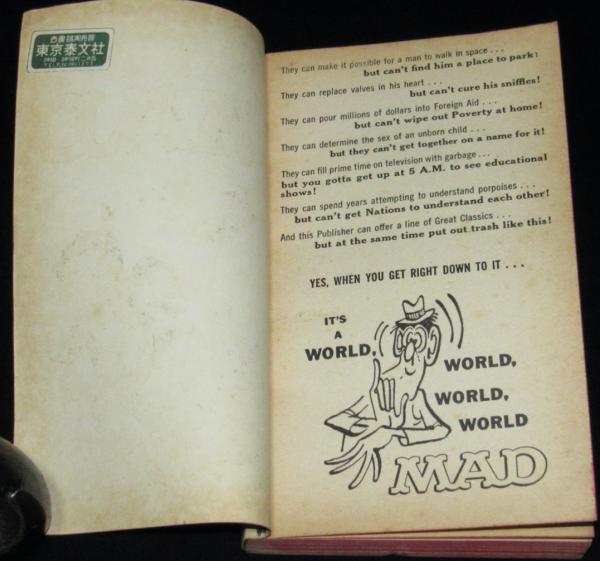 東京泰文社
They can make it possible for a man to walk in space . . .
but can't find him a place to park!
They can replace valves in his heart . . .
but can't cure his sniffles!
They can pour millions of dollars into Foreign Aid . . .
but can't wipe out Poverty at home!
They can determine the sex of an unborn child . . .
but they can't get together on a name for it!
They can fill prime time on television with garbage . . .
but you gotta get up at 5 A.M. to see educational
shows!
They can spend years attempting to understand porpoises . . .
but can't get Nations to understand each other!
And this Publisher can offer a line of Great Classics . . .
but at the same time put out trash like this!
YES, WHEN YOU GET RIGHT DOWN TO IT . . .
IT'S
A
WORLD,
WORLD,
WORLD,
WORLD
MAD